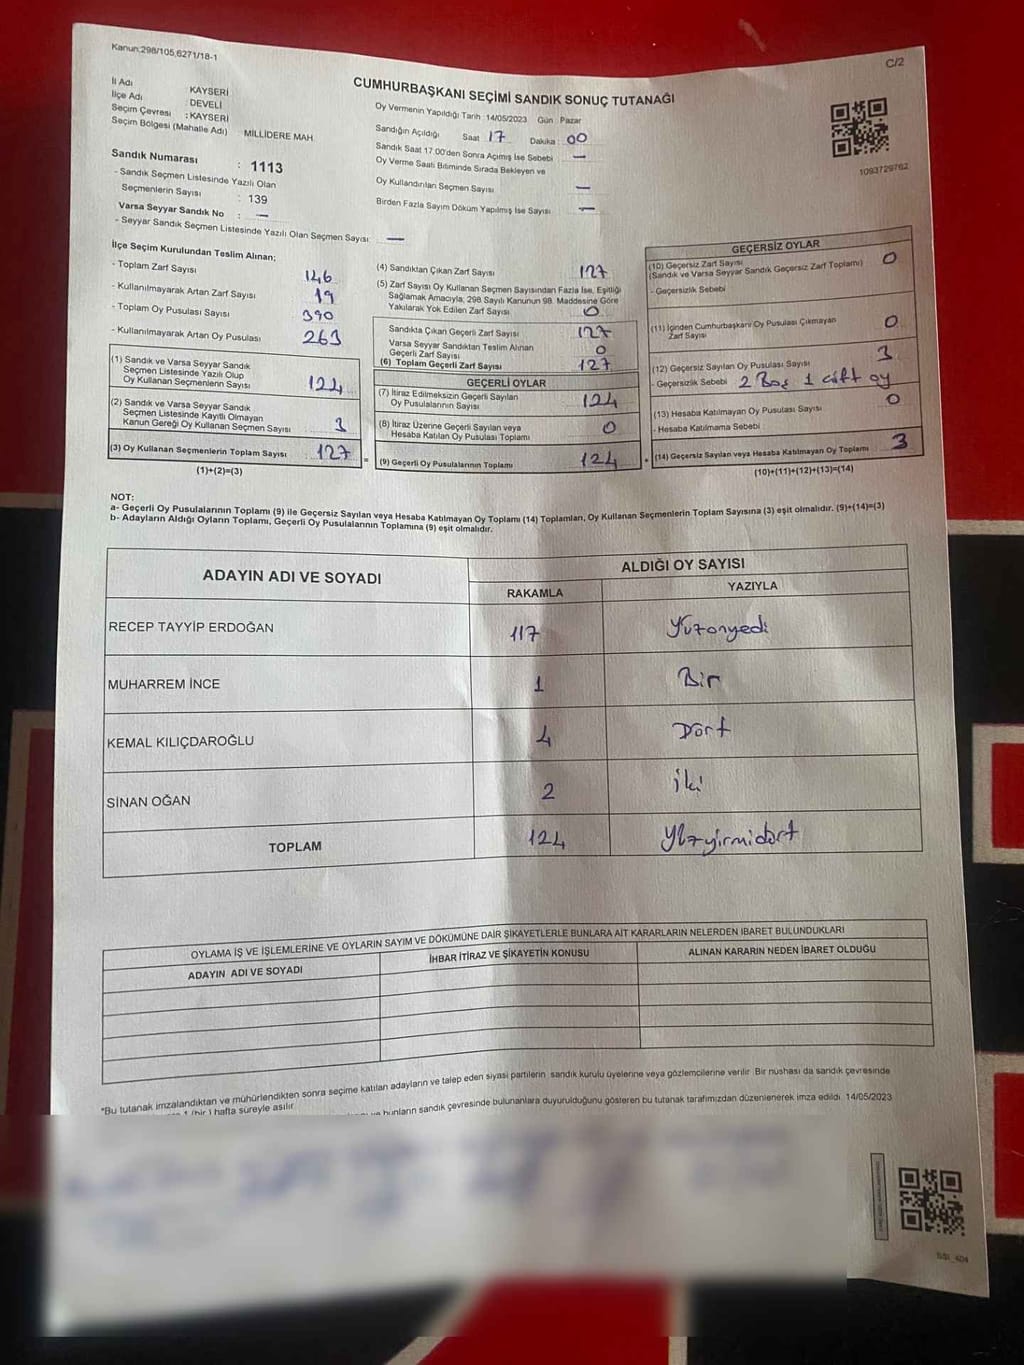 Kanun:298/105,6271/18-1
C/2
CUMHURBAŞKANI SEÇİMİ SANDIK SONUÇ TUTANAĞI
İl Adı : KAYSERİ
İlçe Adı : DEVELİ
Seçim Çevresi : KAYSERİ
Seçim Bölgesi (Mahalle Adı) : MİLLİDERE MAH
Sandık Numarası : 1113
- Sandık Seçmen Listesinde Yazılı Olan
Seçmenlerin Sayısı : 139
Varsa Seyyar Sandık No : —
- Seyyar Sandık Seçmen Listesinde Yazılı Olan Seçmen Sayısı —
Oy Vermenin Yapıldığı Tarih 14/05/2023 Gün Pazar
Sandığın Açıldığı Saat 17 Dakika : 00
Sandık Saat 17.00'den Sonra Açımış İse Sebebi —
Oy Verme Saati Bitiminde Sırada Bekleyen ve
Oy Kullandırılan Seçmen Sayısı —
Birden Fazla Sayım Döküm Yapılmış İse Sayısı —
1093729762
İlçe Seçim Kurulundan Teslim Alınan;
- Toplam Zarf Sayısı 146
- Kullanılmayarak Artan Zarf Sayısı 19
- Toplam Oy Pusulası Sayısı 390
- Kullanılmayarak Artan Oy Pusulası 263
(1) Sandık ve Varsa Seyyar Sandık
Seçmen Listesinde Yazılı Olup
Oy Kullanan Seçmenlerin Sayısı 124
(2) Sandık ve Varsa Seyyar Sandık
Seçmen Listesinde Kayıtlı Olmayan
Kanun Gereği Oy Kullanan Seçmen Sayısı 3
(3) Oy Kullanan Seçmenlerin Toplam Sayısı 127
(1)+(2)=(3)
(4) Sandıktan Çıkan Zarf Sayısı 127
(5) Zarf Sayısı Oy Kullanan Seçmen Sayısından Fazla İse, Eşitliği
Sağlamak Amacıyla, 298 Sayılı Kanunun 98. Maddesine Göre
Yakılarak Yok Edilen Zarf Sayısı 0
Sandıkta Çıkan Geçerli Zarf Sayısı 127
Varsa Seyyar Sandıktan Teslim Alınan
Geçerli Zarf Sayısı 0
(6) Toplam Geçerli Zarf Sayısı 127
GEÇERLİ OYLAR
(7) İtiraz Edilmeksizin Geçerli Sayılan
Oy Pusulalarının Sayısı 124
(8) İtiraz Üzerine Geçerli Sayılan veya
Hesaba Katılan Oy Pusulası Toplamı 0
= (9) Geçerli Oy Pusulalarının Toplamı 124
GEÇERSİZ OYLAR
(10) Geçersiz Zarf Sayısı 0
(Sandık ve Varsa Seyyar Sandık Geçersiz Zarf Toplamı)
- Geçersizlik Sebebi
(11) İçinden Cumhurbaşkanı Oy Pusulası Çıkmayan
Zarf Sayısı 0
(12) Geçersiz Sayılan Oy Pusulası Sayısı 3
- Geçersizlik Sebebi 2 Boş 1 çift oy
(13) Hesaba Katılmayan Oy Pusulası Sayısı 0
- Hesaba Katılmama Sebebi
+ (14) Geçersiz Sayılan veya Hesaba Katılmayan Oy Toplamı 3
(10)+(11)+(12)+(13)=(14)
NOT:
a- Geçerli Oy Pusulalarının Toplamı (9) ile Geçersiz Sayılan veya Hesaba Katılmayan Oy Toplamı (14) Toplamları, Oy Kullanan Seçmenlerin Toplam Sayısına (3) eşit olmalıdır. (9)+(14)=(3)
b- Adayların Aldığı Oyların Toplamı, Geçerli Oy Pusulalarının Toplamına (9) eşit olmalıdır.
ADAYIN ADI VE SOYADI
ALDIĞI OY SAYISI
RAKAMLA YAZIYLA
RECEP TAYYİP ERDOĞAN 117 Yüzonyedi
MUHARREM İNCE 1 Bir
KEMAL KILIÇDAROĞLU 4 Dört
SİNAN OĞAN 2 iki
TOPLAM 124 Yüzyirmidört
OYLAMA İŞ VE İŞLEMLERİNE VE OYLARIN SAYIM VE DÖKÜMÜNE DAİR ŞİKAYETLERLE BUNLARA AİT KARARLARIN NELERDEN İBARET BULUNDUKLARI
ADAYIN ADI VE SOYADI İHBAR İTİRAZ VE ŞİKAYETİN KONUSU ALINAN KARARIN NEDEN İBARET OLDUĞU
*Bu tutanak imzalandıktan ve mühürlendikten sonra seçime katılan adayların ve talep eden siyasi partilerin sandık kurulu üyelerine veya gözlemcilerine verilir. Bir nüshası da sandık çevresinde
1 (bir) hafta süreyle asılır
bunların sandık çevresinde bulunanlara duyurulduğunu gösteren bu tutanak tarafımızdan düzenlenerek imza edildi. 14/05/2023